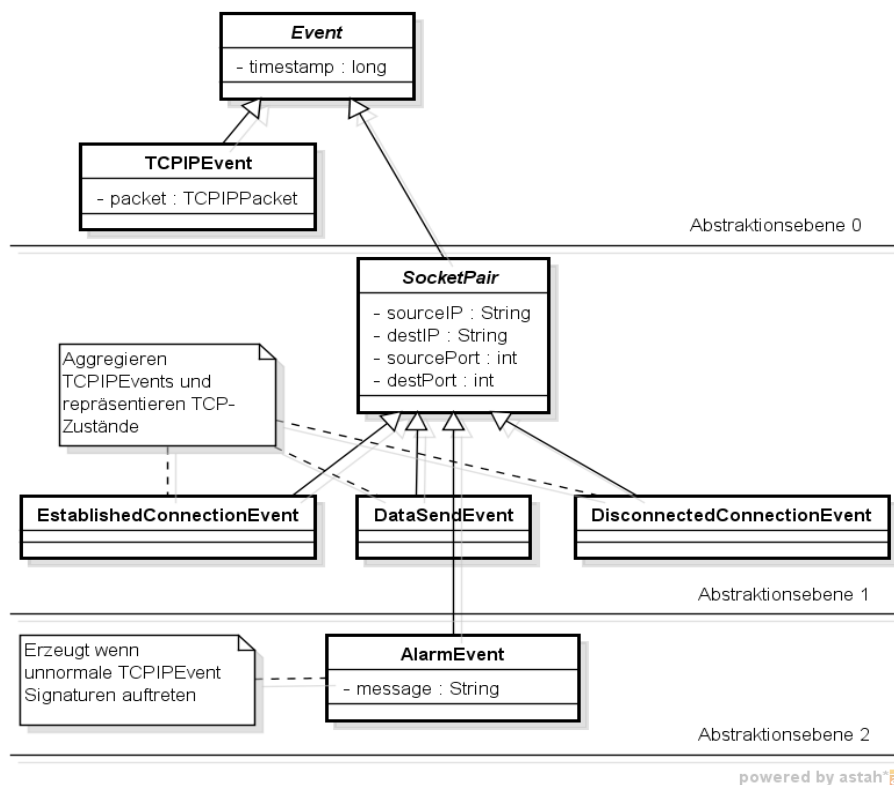 Event
- timestamp : long
TCPIPEvent
- packet : TCPIPPacket
Abstraktionsebene 0
SocketPair
- sourceIP : String
- destIP : String
- sourcePort : int
- destPort : int
Aggregieren
TCPIPEvents und
repräsentieren TCP-
Zustände
EstablishedConnectionEvent
DataSendEvent
DisconnectedConnectionEvent
Abstraktionsebene 1
Erzeugt wenn
unnormale TCPIPEvent
Signaturen auftreten
AlarmEvent
- message : String
Abstraktionsebene 2
powered by astah*